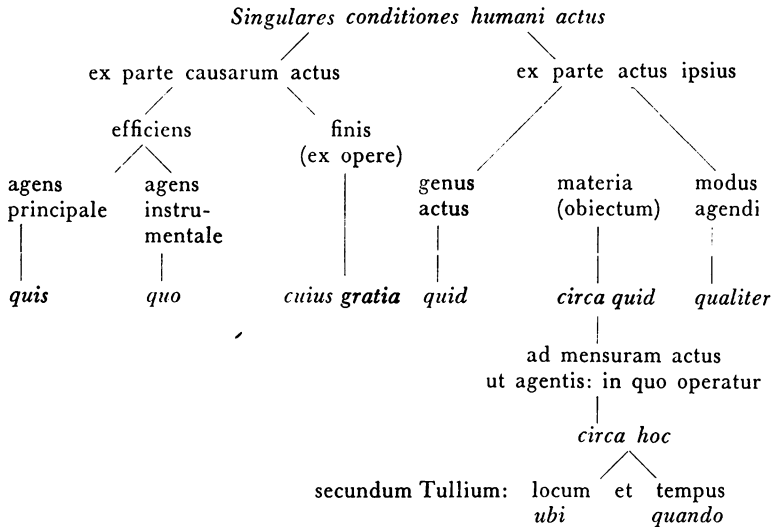 Singulares conditiones humani actus
ex parte causarum actus
ex parte actus ipsius
efficiens
finis
(ex opere)
agens
principale
agens
instru-
mentale
genus
actus
materia
(obiectum)
modus
agendi
quis
quo
cuius gratia
quid
circa quid
qualiter
ad mensuram actus
ut agentis: in quo operatur
circa hoc
secundum Tullium: locum et tempus
ubi quando